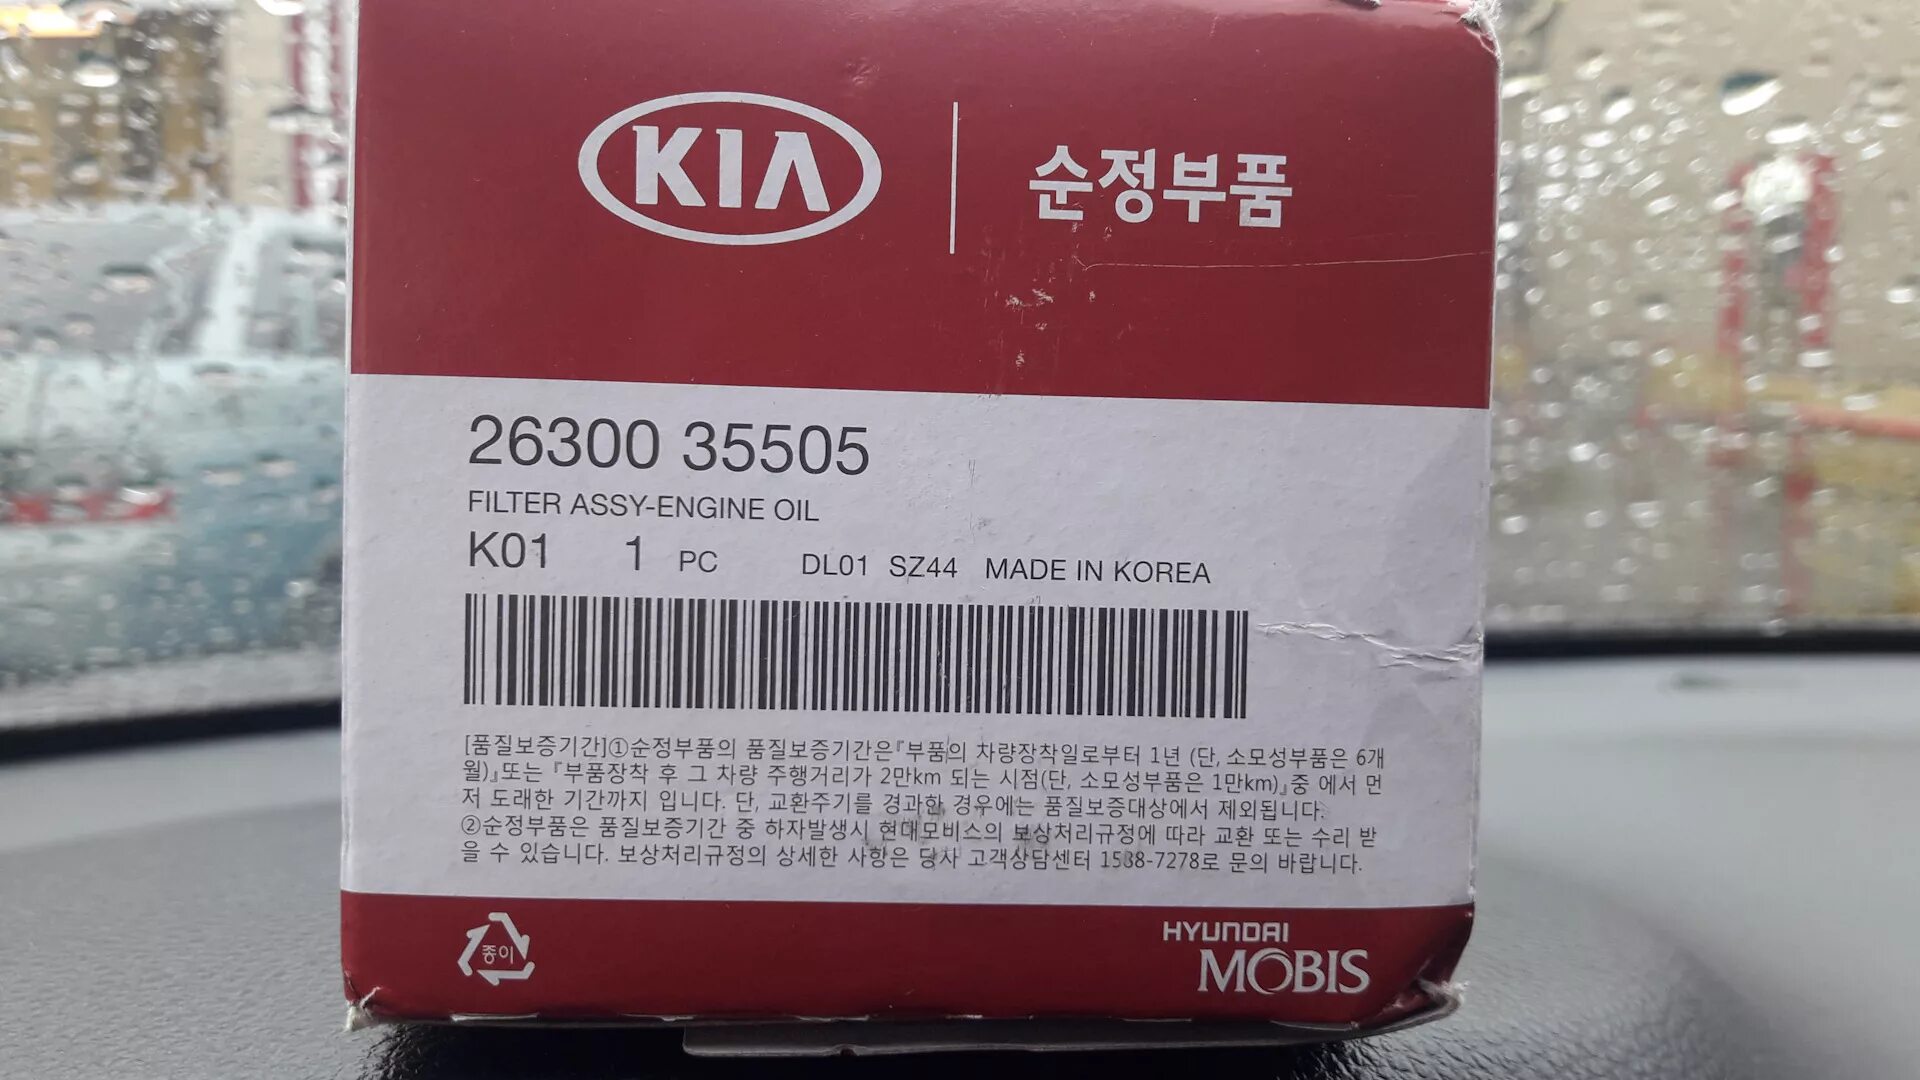 KIA 순정부품
26300 35505
FILTER ASSY-ENGINE OIL
K01 1 PC DL01 SZ44 MADE IN KOREA
[품질보증기간]①순정부품의 품질보증기간은『부품의 차량장착일로부터 1년 (단, 소모성부품은 6개
월)』또는 『부품장착 후 그 차량 주행거리가 2만km 되는 시점(단, 소모성부품은 1만km)』중 에서 먼
저 도래한 기간까지 입니다. 단, 교환주기를 경과한 경우에는 품질보증대상에서 제외됩니다.
②순정부품은 품질보증기간 중 하자발생시 현대모비스의 보상처리규정에 따라 교환 또는 수리 받
을 수 있습니다. 보상처리규정의 상세한 사항은 당사 고객상담센터 1588-7278로 문의 바랍니다.
종이
HYUNDAI
MOBIS